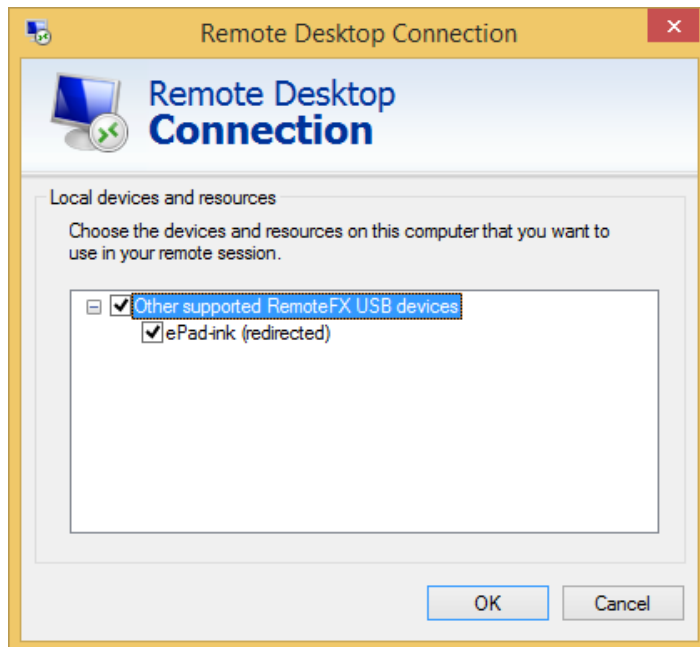 Remote Desktop Connection
Remote Desktop
Connection
Local devices and resources
Choose the devices and resources on this computer that you want to
use in your remote session.
Other supported RemoteFX USB devices
ePad-ink (redirected)
OK
Cancel